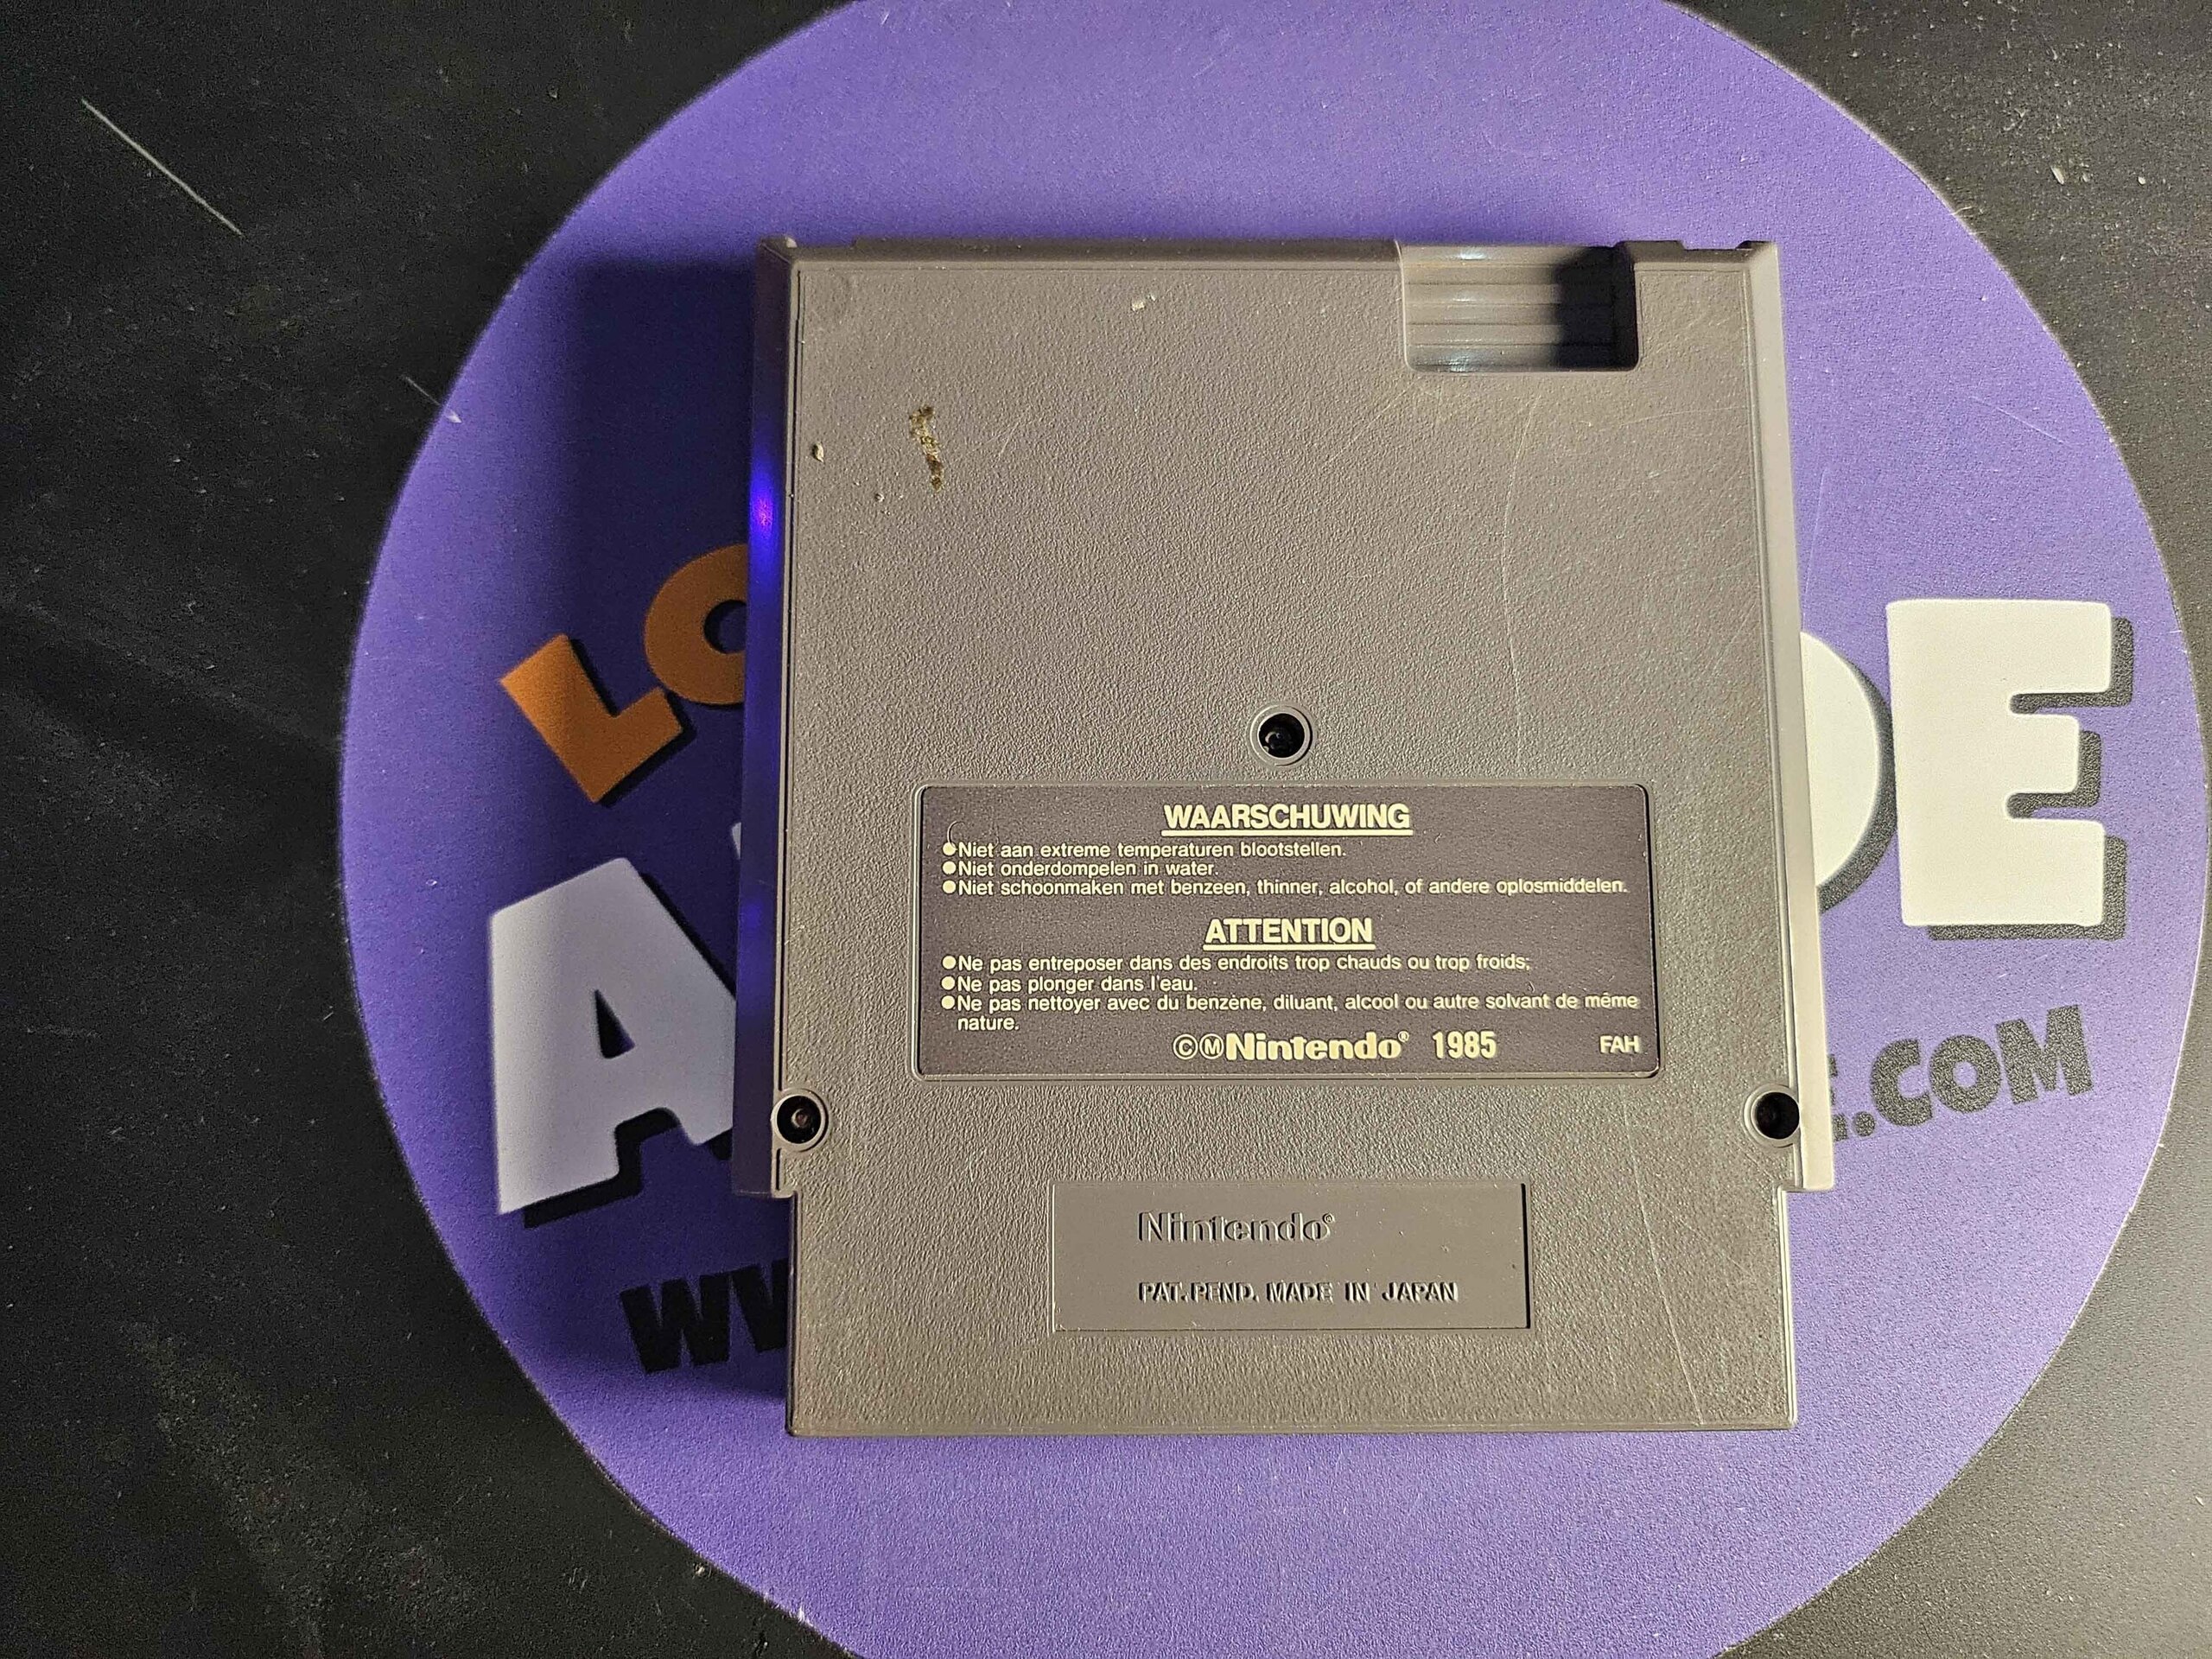 WAARSCHUWING
●Niet aan extreme temperaturen blootstellen.
●Niet onderdompelen in water.
●Niet schoonmaken met benzeen, thinner, alcohol, of andere oplosmiddelen.
ATTENTION
●Ne pas entreposer dans des endroits trop chauds ou trop froids;
●Ne pas plonger dans l'eau.
●Ne pas nettoyer avec du benzène, diluant, alcool ou autre solvant de même
nature.
©ⓂNintendo® 1985 FAH
Nintendo®
PAT. PEND. MADE IN JAPAN
.COM